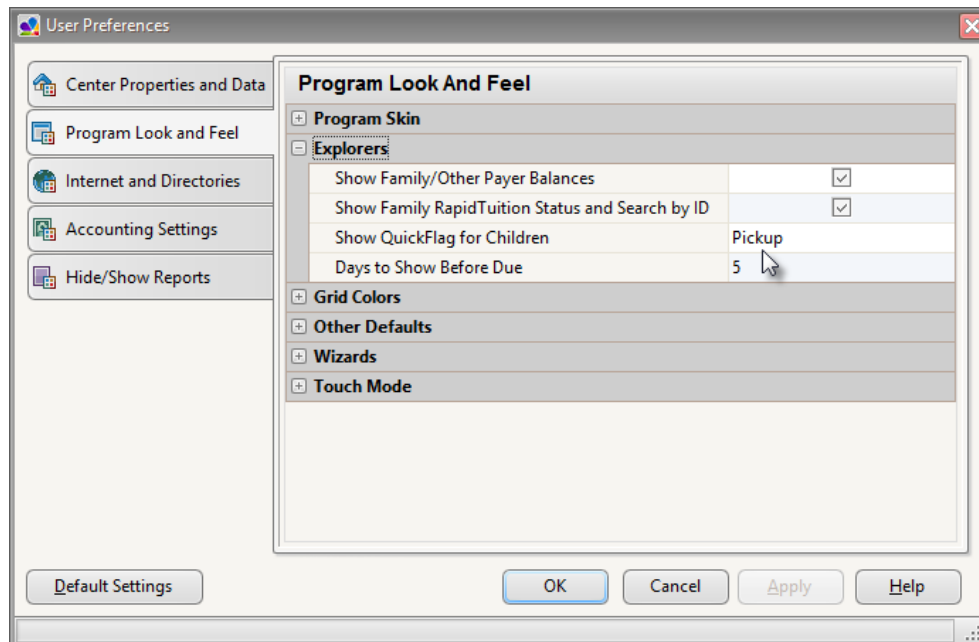 User Preferences
Center Properties and Data
Program Look and Feel
Internet and Directories
Accounting Settings
Hide/Show Reports
Program Look And Feel
Program Skin
Explorers
Show Family/Other Payer Balances
Show Family RapidTuition Status and Search by ID
Show QuickFlag for Children Pickup
Days to Show Before Due 5
Grid Colors
Other Defaults
Wizards
Touch Mode
Default Settings OK Cancel Apply Help